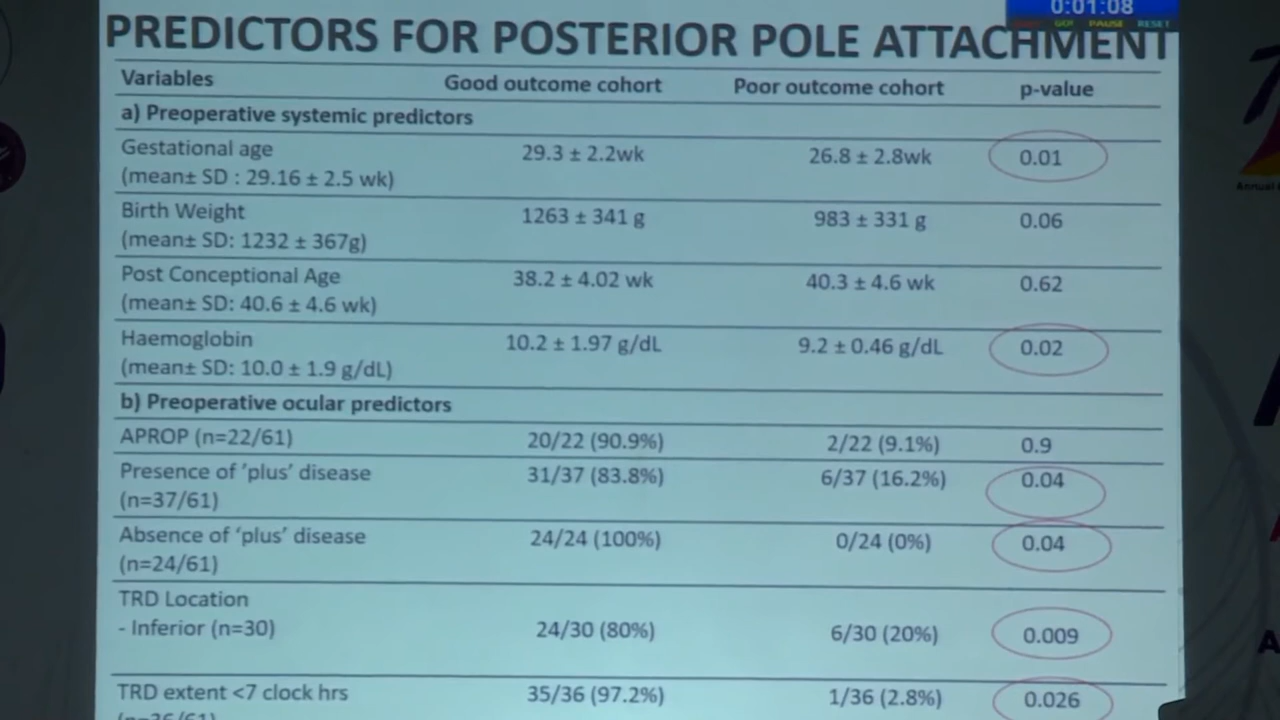 0:01:08
GO! PAUSE RESET
PREDICTORS FOR POSTERIOR POLE ATTACHMENT
Variables Good outcome cohort Poor outcome cohort p-value
a) Preoperative systemic predictors
Gestational age 29.3 ± 2.2wk 26.8 ± 2.8wk 0.01
(mean± SD : 29.16 ± 2.5 wk)
Birth Weight 1263 ± 341 g 983 ± 331 g 0.06
(mean± SD: 1232 ± 367g)
Post Conceptional Age 38.2 ± 4.02 wk 40.3 ± 4.6 wk 0.62
(mean± SD: 40.6 ± 4.6 wk)
Haemoglobin 10.2 ± 1.97 g/dL 9.2 ± 0.46 g/dL 0.02
(mean± SD: 10.0 ± 1.9 g/dL)
b) Preoperative ocular predictors
APROP (n=22/61) 20/22 (90.9%) 2/22 (9.1%) 0.9
Presence of ‘plus’ disease 31/37 (83.8%) 6/37 (16.2%) 0.04
(n=37/61)
Absence of ‘plus’ disease 24/24 (100%) 0/24 (0%) 0.04
(n=24/61)
TRD Location
- Inferior (n=30) 24/30 (80%) 6/30 (20%) 0.009
TRD extent <7 clock hrs 35/36 (97.2%) 1/36 (2.8%) 0.026
(n=36/61)
Annual